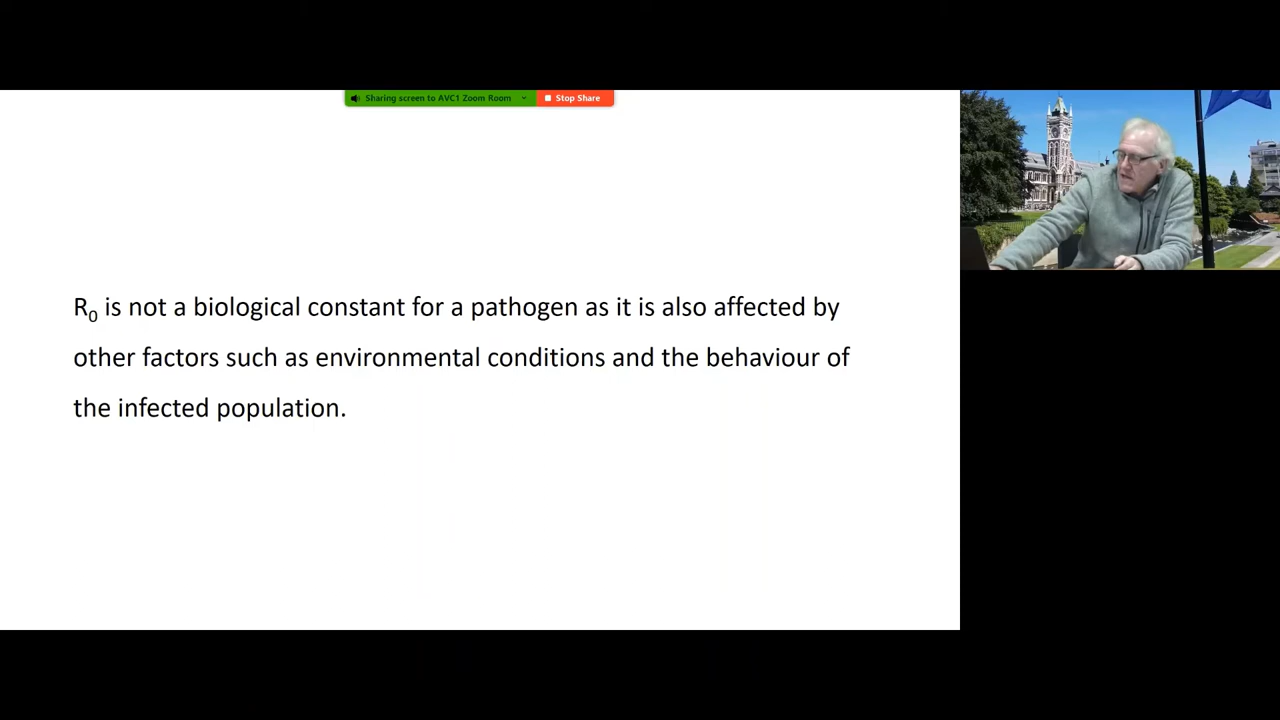 Sharing screen to AVC1 Zoom Room
Stop Share
R₀ is not a biological constant for a pathogen as it is also affected by
other factors such as environmental conditions and the behaviour of
the infected population.